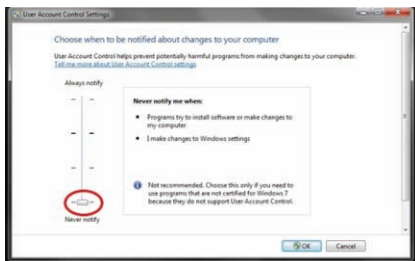 User Account Control Settings
Choose when to be notified about changes to your computer
User Account Control helps prevent potentially harmful programs from making changes to your computer.
Tell me more about User Account Control settings
Always notify
Never notify me when:
• Programs try to install software or make changes to
my computer
• I make changes to Windows settings
Not recommended. Choose this only if you need to
use programs that are not certified for Windows 7
because they do not support User Account Control.
Never notify
OK
Cancel